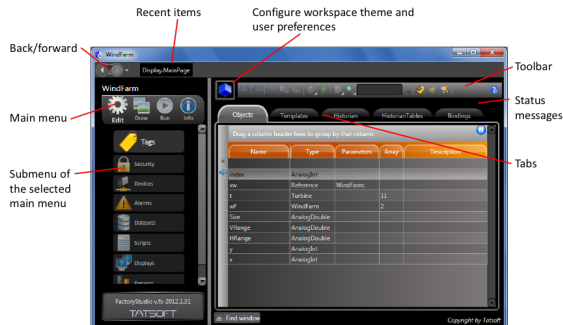 Recent items
Configure workspace theme and
user preferences
Back/forward
WindFarm
Display.MainPage
Toolbar
WindFarm
Main menu
Edit
Draw
Run
Info
Status
messages
Objects
Templates
Historian
HistorianTables
Bindings
Tags
Drag a column header here to group by that column
Tabs
Name
Type
Parameters
Array
Description
Submenu of
the selected
main menu
Security
Devices
Alarms
Datasets
Scripts
Displays
Reports
index
AnalogInt
Reference
WindFarm;
t
Turbine
11
wf
WindFarm
2
Size
AnalogDouble
VRange
AnalogDouble
HRange
AnalogDouble
y
AnalogInt
x
AnalogInt
FactoryStudio v.fs-2012.1.31
TATSOFT
Find window
Copyright by Tatsoft